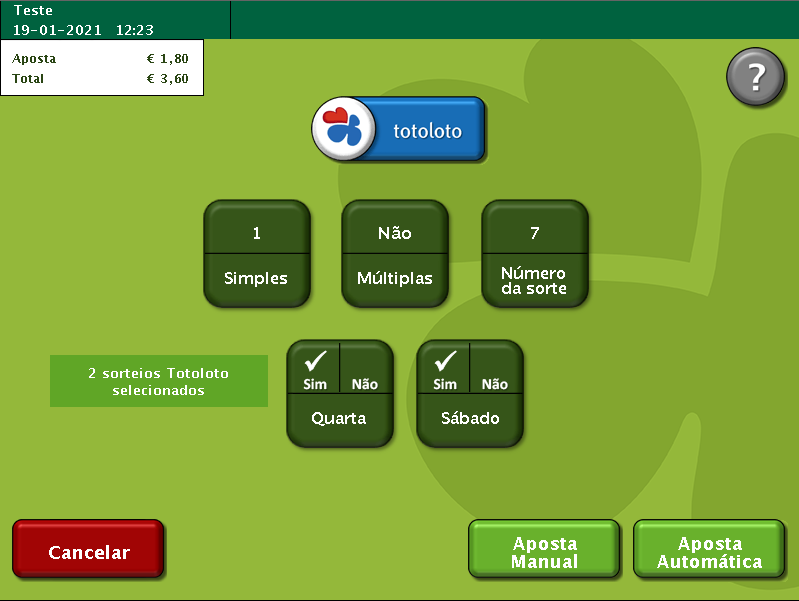 Teste
19-01-2021 12:23
Aposta € 1,80
Total € 3,60
?
totoloto
1
Simples
Não
Múltiplas
7
Número
da sorte
2 sorteios Totoloto
selecionados
Sim Não
Quarta
Sim Não
Sábado
Cancelar
Aposta
Manual
Aposta
Automática